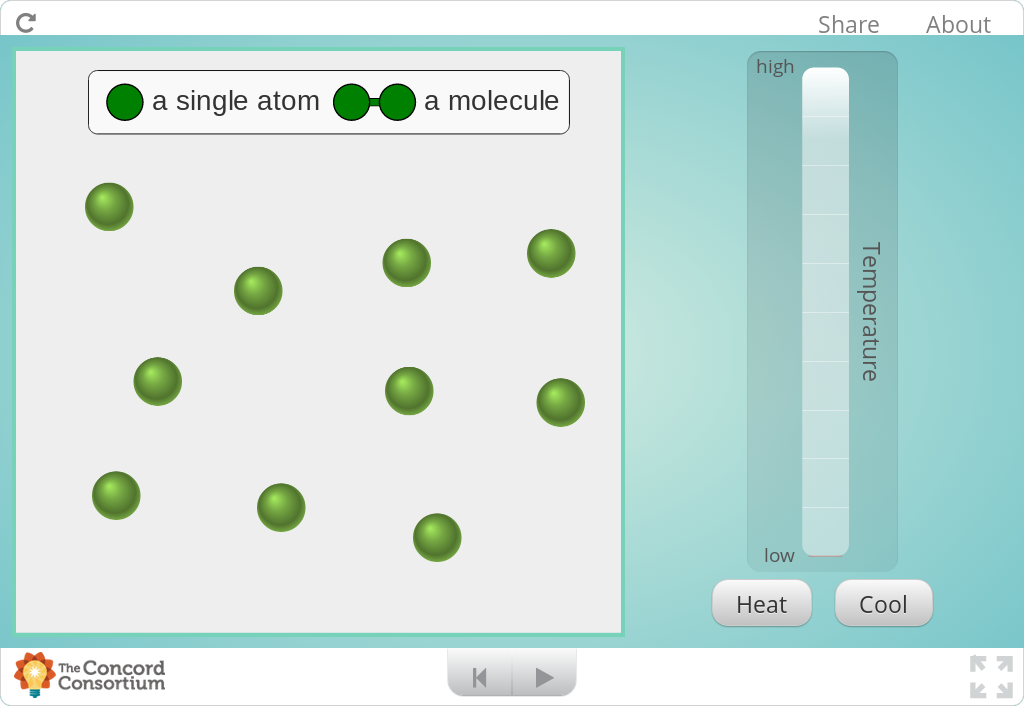 Share About
a single atom a molecule
high
Temperature
low
Heat Cool
The Concord
Consortium